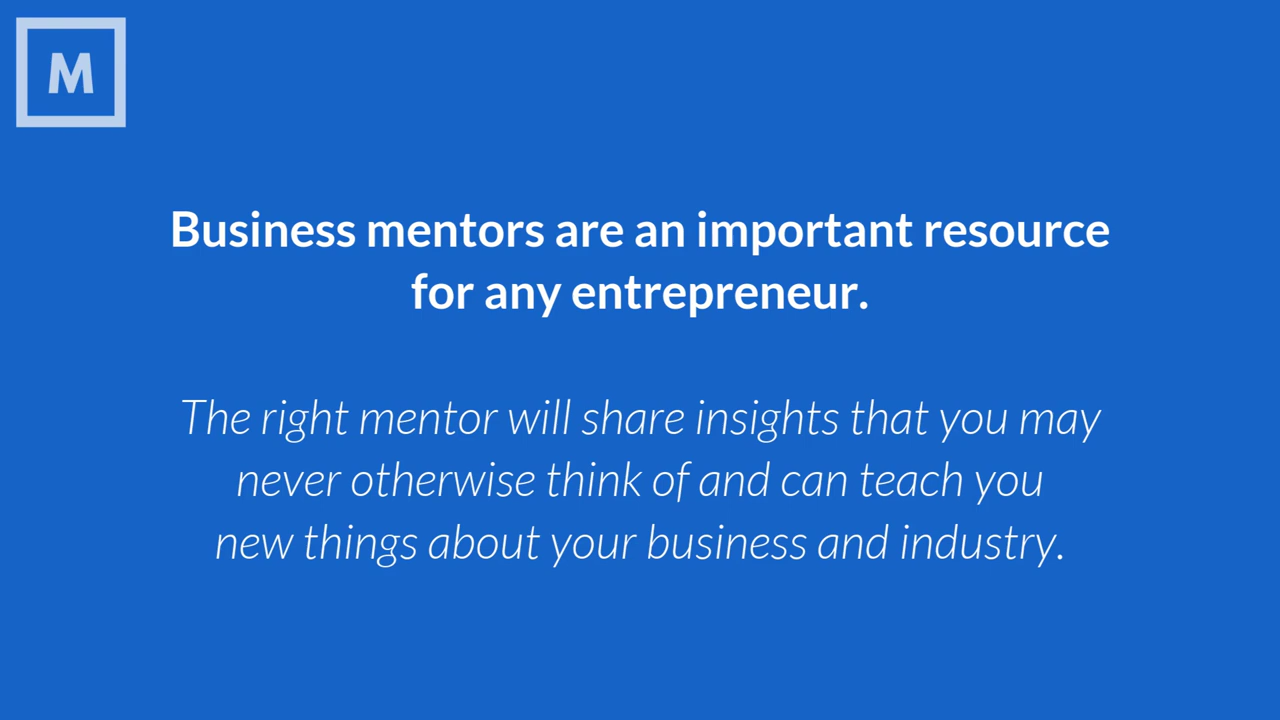 M
Business mentors are an important resource
for any entrepreneur.
The right mentor will share insights that you may
never otherwise think of and can teach you
new things about your business and industry.